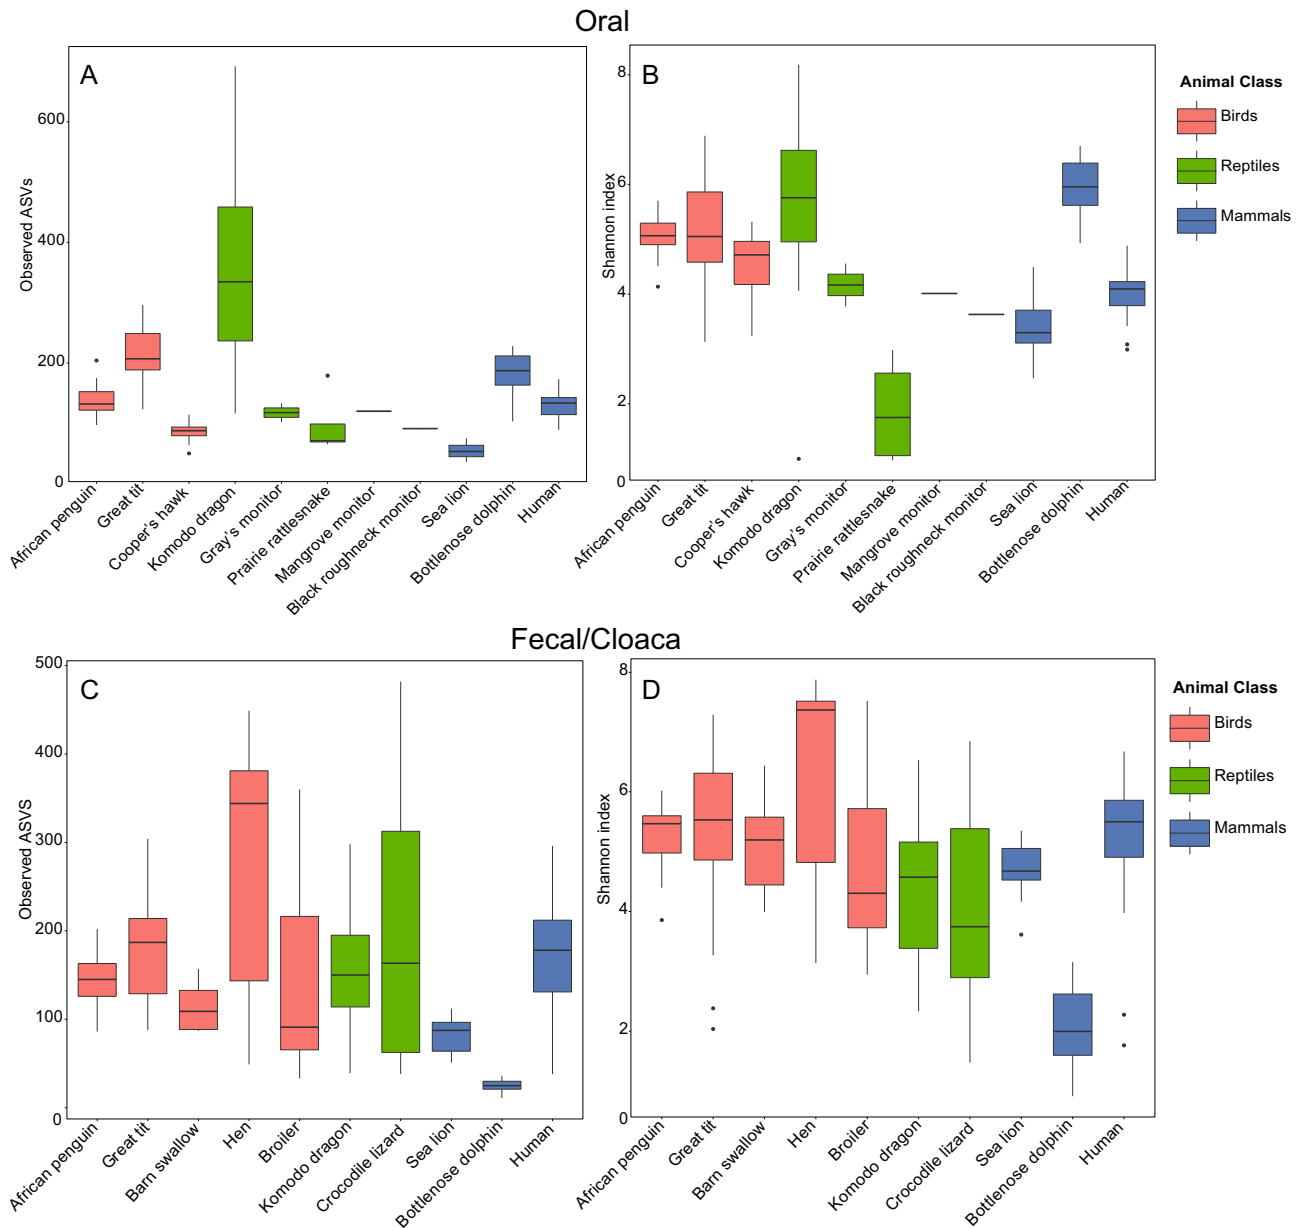 Oral
A
Observed ASVs
600
400
200
0
African penguin
Great tit
Cooper's hawk
Komodo dragon
Gray's monitor
Prairie rattlesnake
Mangrove monitor
Black roughneck monitor
Sea lion
Bottlenose dolphin
Human
B
Shannon index
8
6
4
2
0
African penguin
Great tit
Cooper's hawk
Komodo dragon
Gray's monitor
Prairie rattlesnake
Mangrove monitor
Black roughneck monitor
Sea lion
Bottlenose dolphin
Human
Animal Class
Birds
Reptiles
Mammals
Fecal/Cloaca
C
Observed ASVS
500
400
300
200
100
0
African penguin
Great tit
Barn swallow
Hen
Broiler
Komodo dragon
Crocodile lizard
Sea lion
Bottlenose dolphin
Human
D
Shannon index
8
6
4
2
0
African penguin
Great tit
Barn swallow
Hen
Broiler
Komodo dragon
Crocodile lizard
Sea lion
Bottlenose dolphin
Human
Animal Class
Birds
Reptiles
Mammals